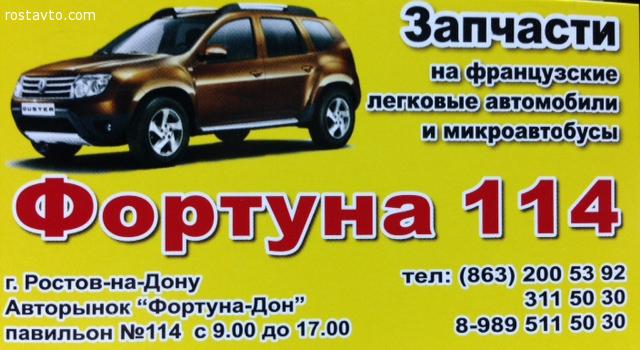 rostavto.com
Запчасти
на французские
легковые автомобили
и микроавтобусы
DUSTER
Фортуна 114
г. Ростов-на-Дону
Авторынок “Фортуна-Дон”
павильон №114 с 9.00 до 17.00
тел: (863) 200 53 92
311 50 30
8-989 511 50 30